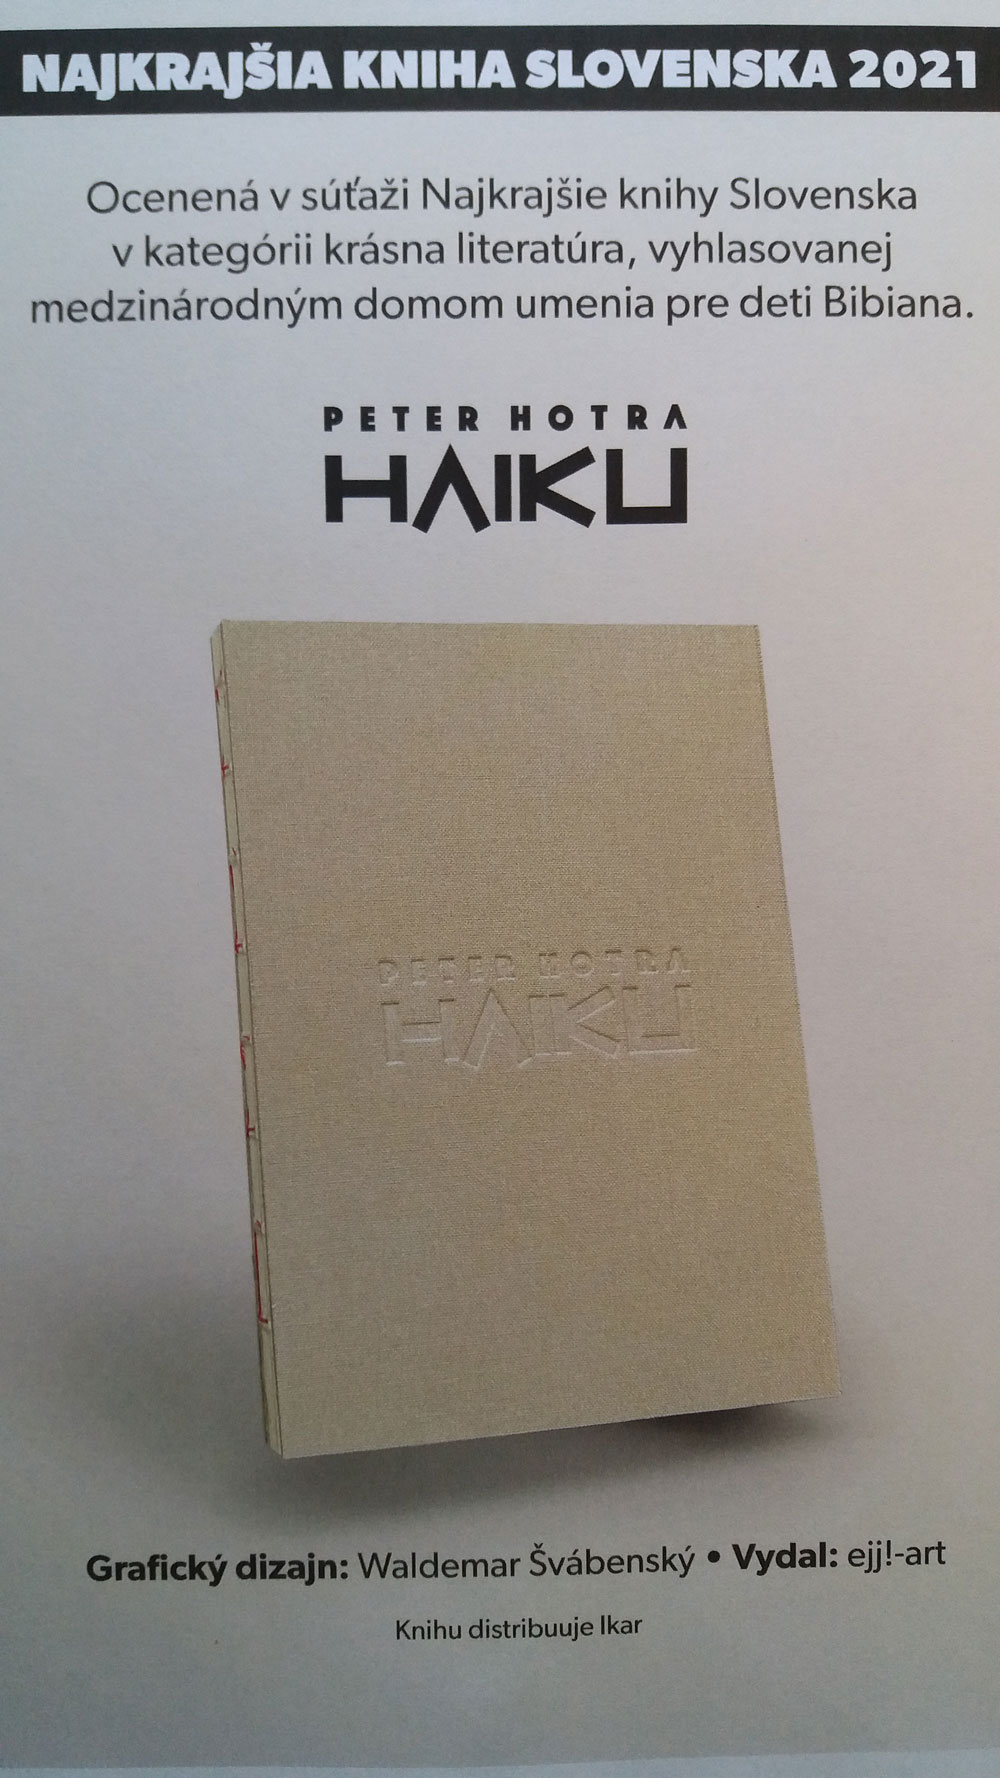 NAJKRAJŠIA KNIHA SLOVENSKA 2021
Ocenená v súťaži Najkrajšie knihy Slovenska
v kategórii krásna literatúra, vyhlasovanej
medzinárodným domom umenia pre deti Bibiana.
PETER HOTRA
HAIKU
PETER HOTRA
HAIKU
Grafický dizajn: Waldemar Švábenský • Vydal: ejj!-art
Knihu distribuuje Ikar